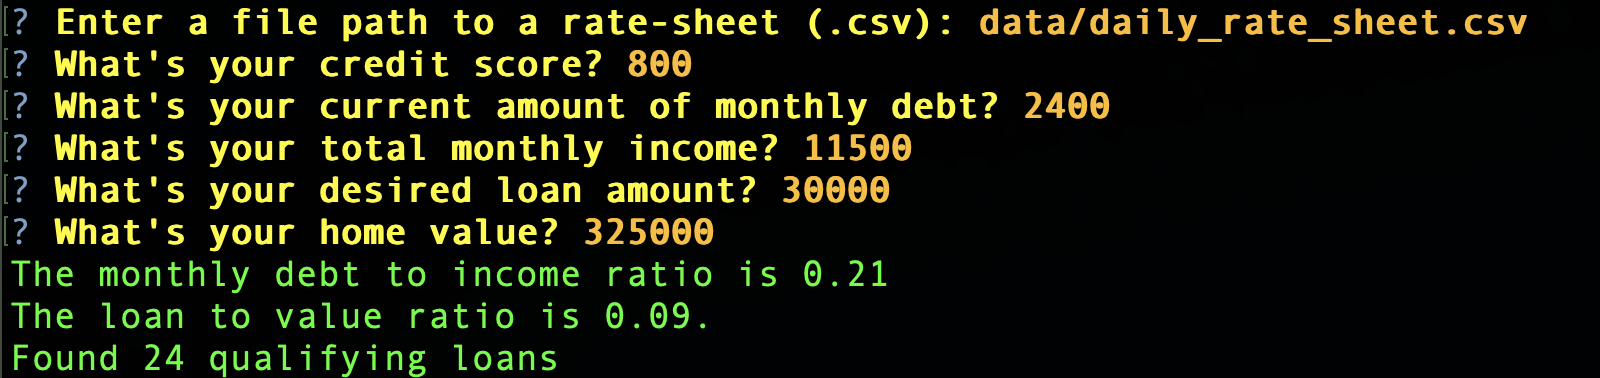 ? Enter a file path to a rate-sheet (.csv): data/daily_rate_sheet.csv
? What's your credit score? 800
? What's your current amount of monthly debt? 2400
? What's your total monthly income? 11500
? What's your desired loan amount? 30000
? What's your home value? 325000
The monthly debt to income ratio is 0.21
The loan to value ratio is 0.09.
Found 24 qualifying loans